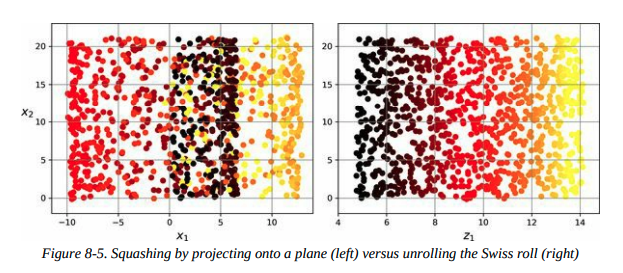 20
15
x₂
10
5
0
−10 −5 0 5 10
x₁
20
15
10
5
0
4 6 8 10 12 14
z₁
Figure 8-5. Squashing by projecting onto a plane (left) versus unrolling the Swiss roll (right)